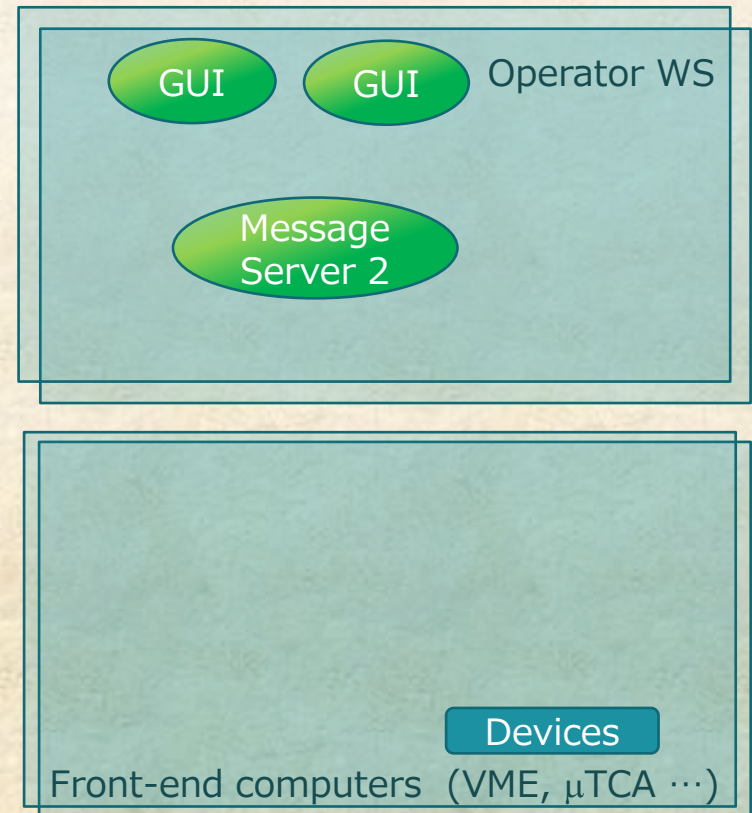 GUI GUI Operator WS
Message
Server 2
Devices
Front-end computers (VME, μTCA ⋯)